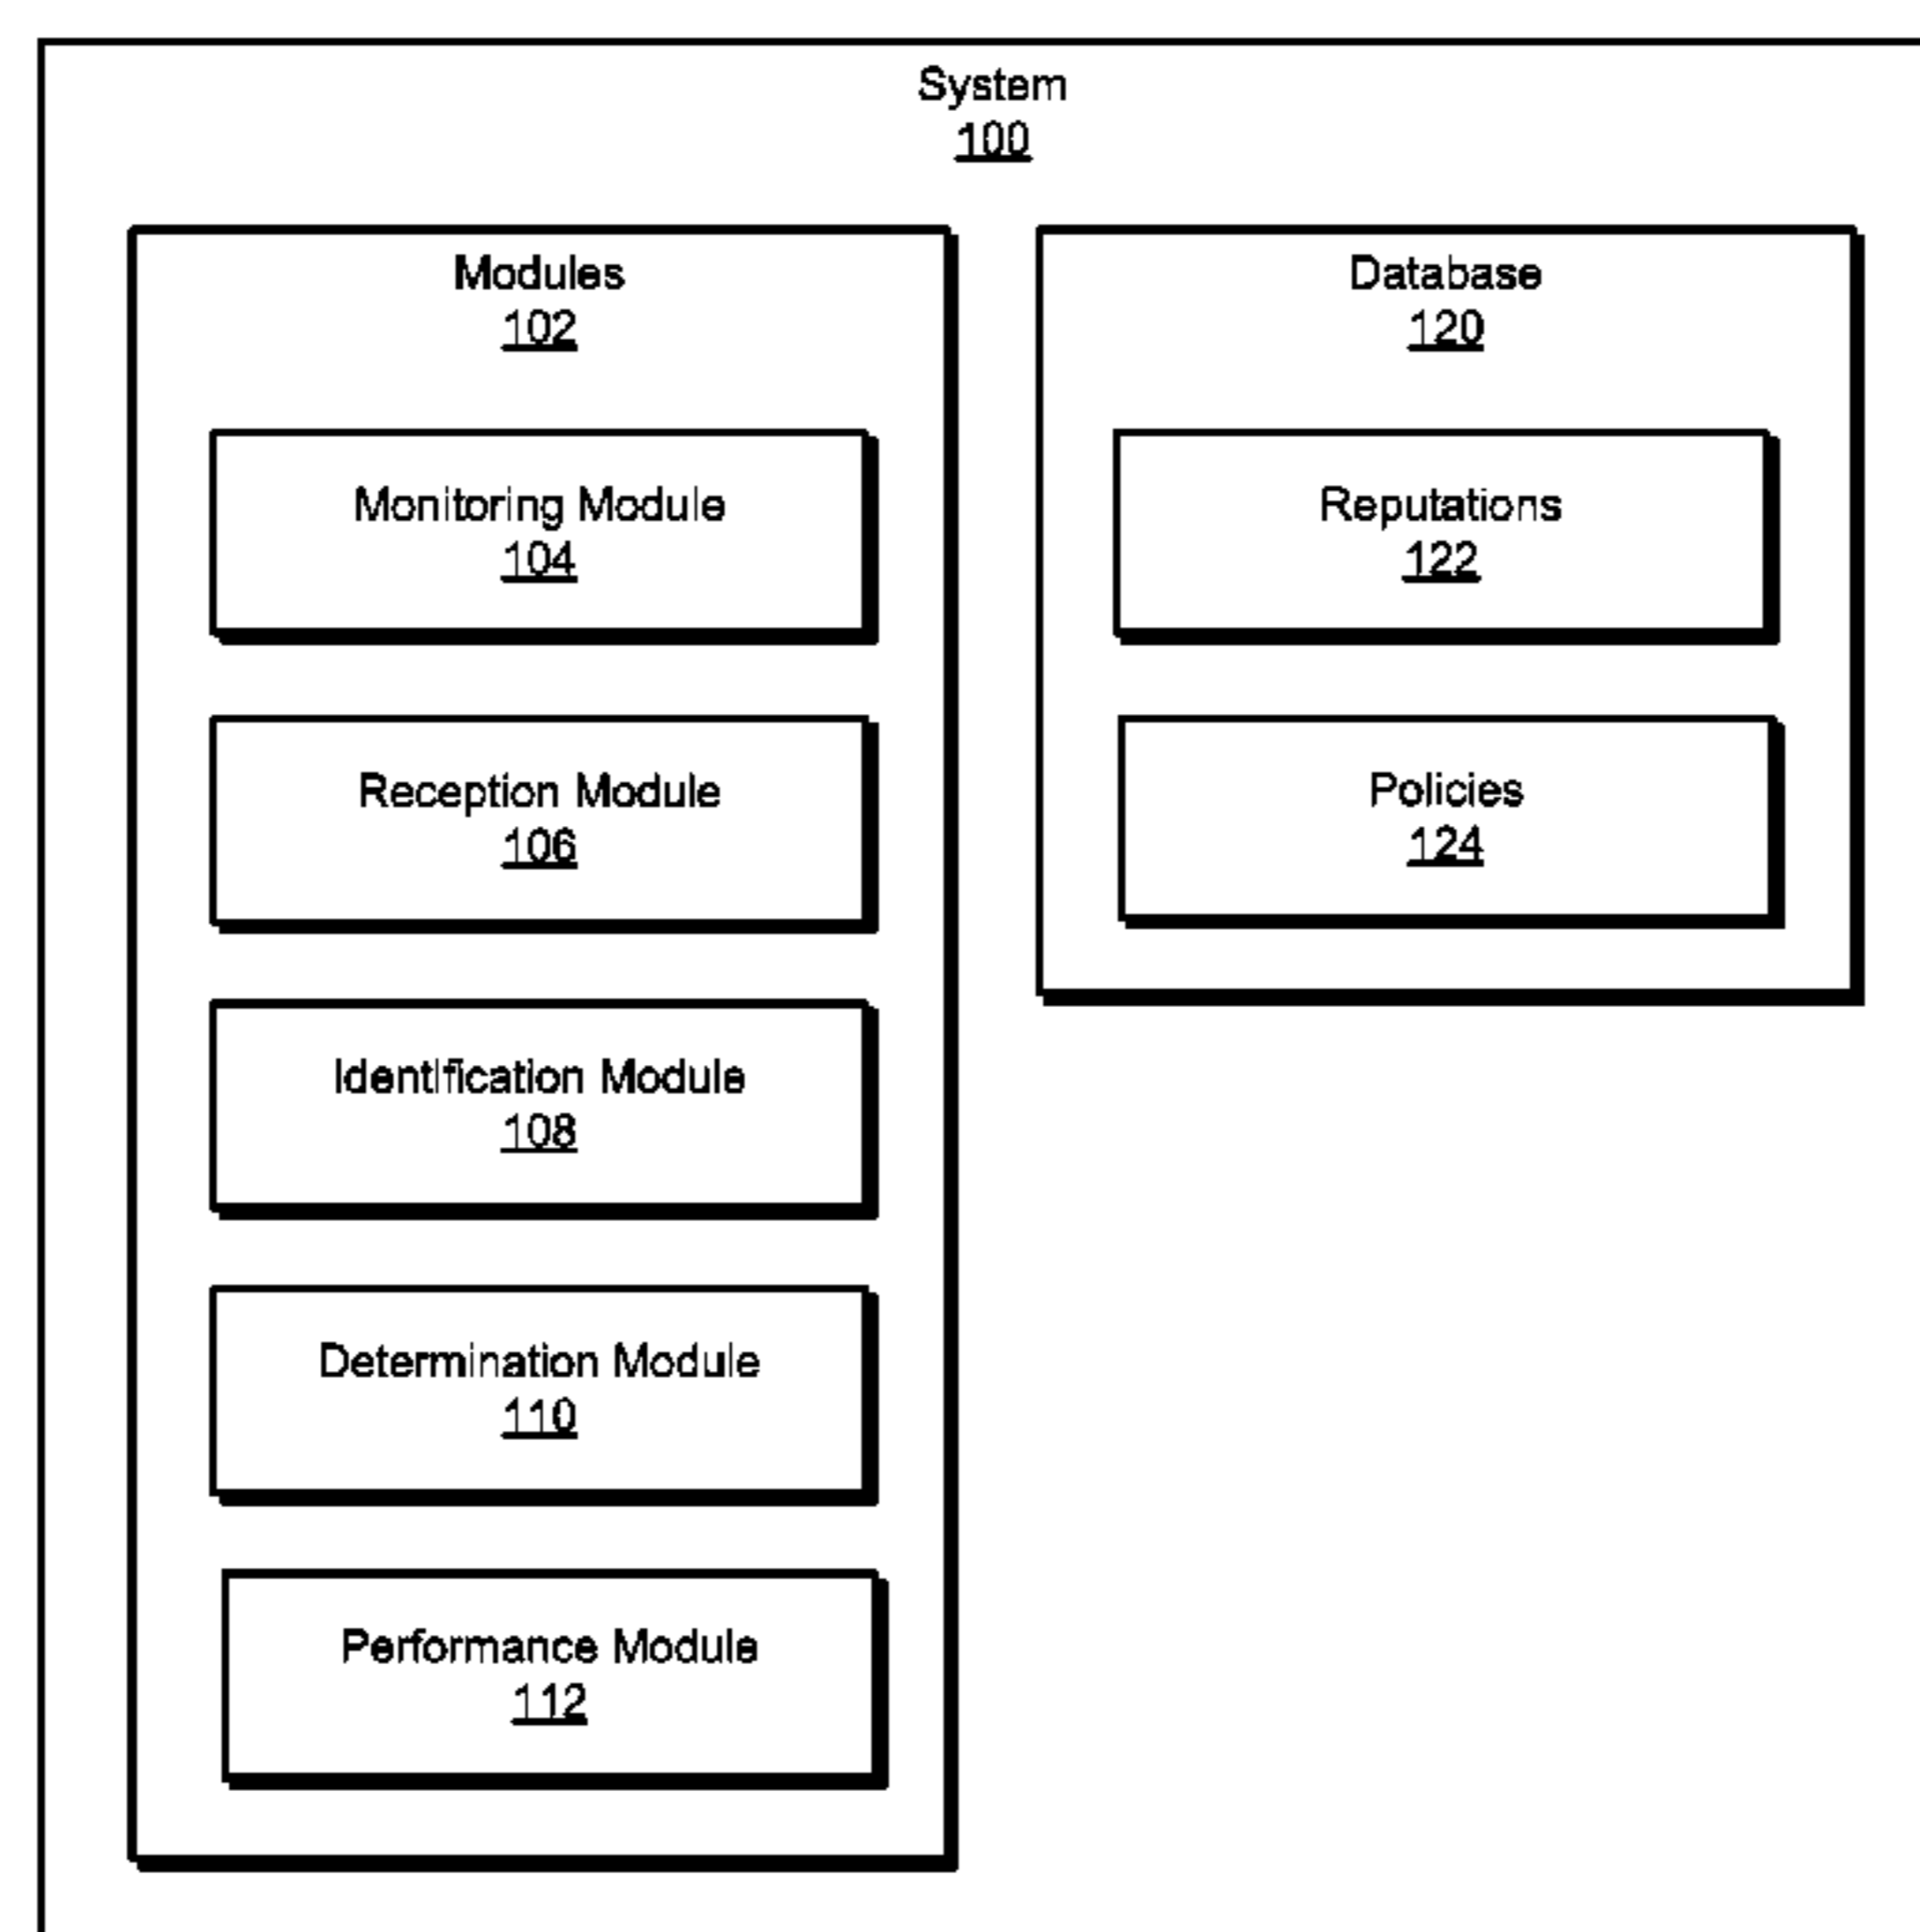 System
100
Modules
102
Monitoring Module
104
Reception Module
106
Identification Module
108
Determination Module
110
Performance Module
112
Database
120
Reputations
122
Policies
124